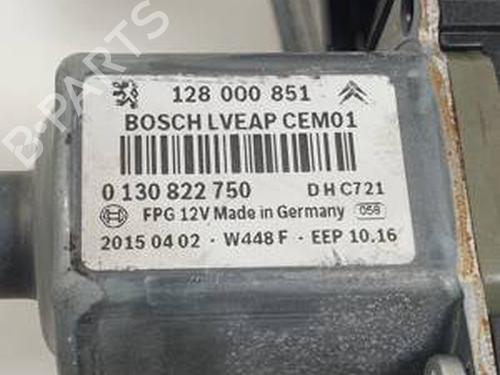 128 000 851
BOSCH LVEAP CEM01
0 130 822 750 DHC721
FPG 12V Made in Germany 058
2015 04 02 · W448 F · EEP 10.16
B-PARTS